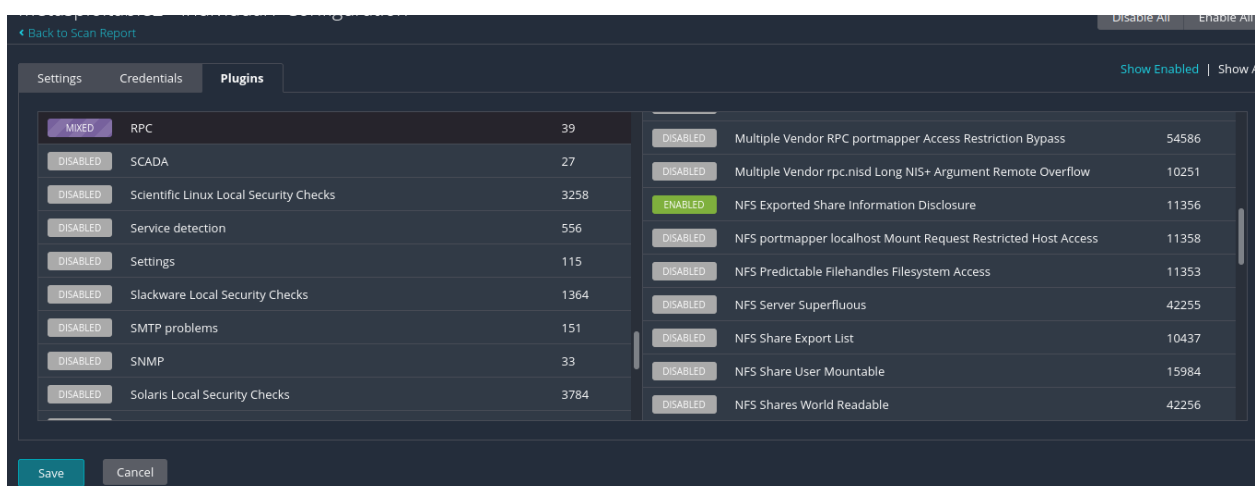 Back to Scan Report
Disable All Enable All
Settings Credentials Plugins
Show Enabled | Show
MIXED RPC 39
DISABLED SCADA 27
DISABLED Scientific Linux Local Security Checks 3258
DISABLED Service detection 556
DISABLED Settings 115
DISABLED Slackware Local Security Checks 1364
DISABLED SMTP problems 151
DISABLED SNMP 33
DISABLED Solaris Local Security Checks 3784
DISABLED Multiple Vendor RPC portmapper Access Restriction Bypass 54586
DISABLED Multiple Vendor rpc.nisd Long NIS+ Argument Remote Overflow 10251
ENABLED NFS Exported Share Information Disclosure 11356
DISABLED NFS portmapper localhost Mount Request Restricted Host Access 11358
DISABLED NFS Predictable Filehandles Filesystem Access 11353
DISABLED NFS Server Superfluous 42255
DISABLED NFS Share Export List 10437
DISABLED NFS Share User Mountable 15984
DISABLED NFS Shares World Readable 42256
Save Cancel